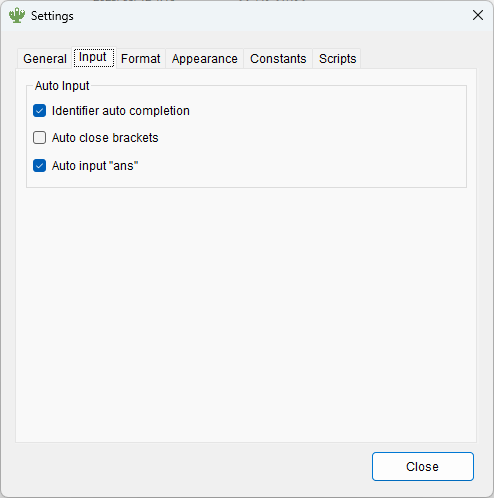 Settings
General
Input
Format
Appearance
Constants
Scripts
Auto Input
Identifier auto completion
Auto close brackets
Auto input "ans"
Close